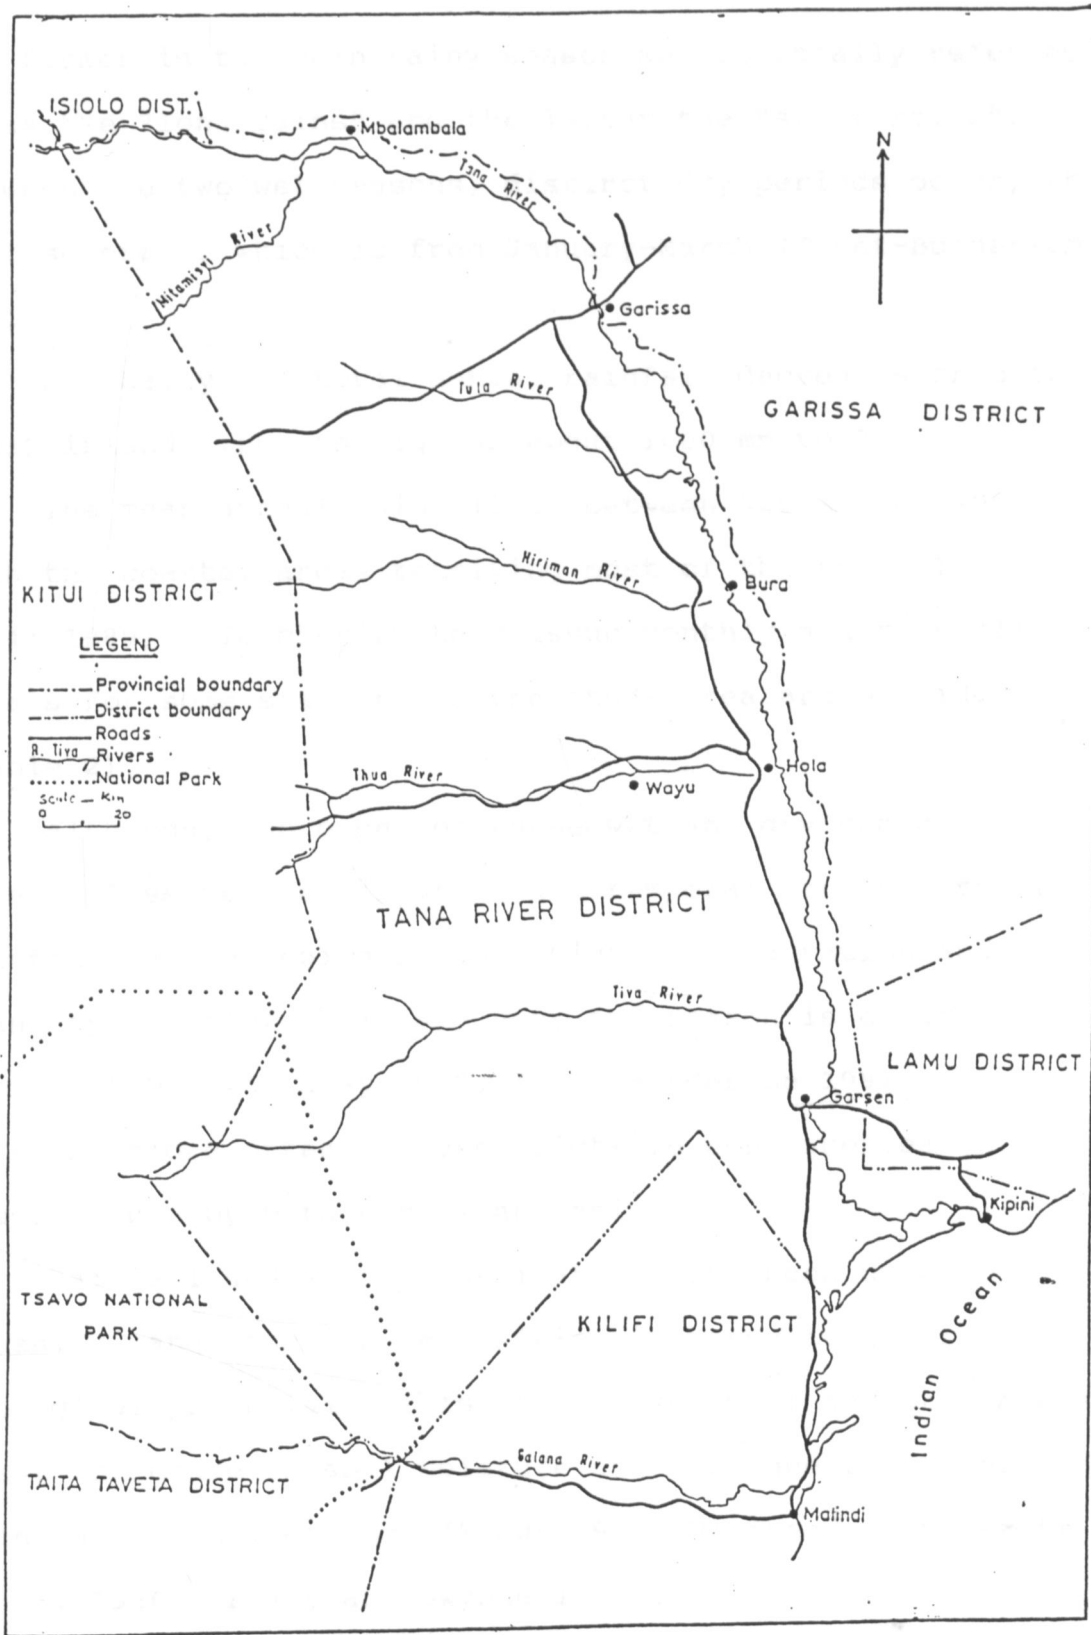 ISIOLO DIST.
Mbalambala
Tana River
N
Mitamisyi River
Garissa
Tula River
GARISSA DISTRICT
Hiriman River
Bura
KITUI DISTRICT
LEGEND
Provincial boundary
District boundary
Roads
R. Tiva Rivers
National Park
Scale - Km
0 20
Thua River
Hola
Wayu
TANA RIVER DISTRICT
Tiva River
LAMU DISTRICT
Garsen
Kipini
TSAVO NATIONAL
PARK
KILIFI DISTRICT
Indian Ocean
Galana River
TAITA TAVETA DISTRICT
Malindi